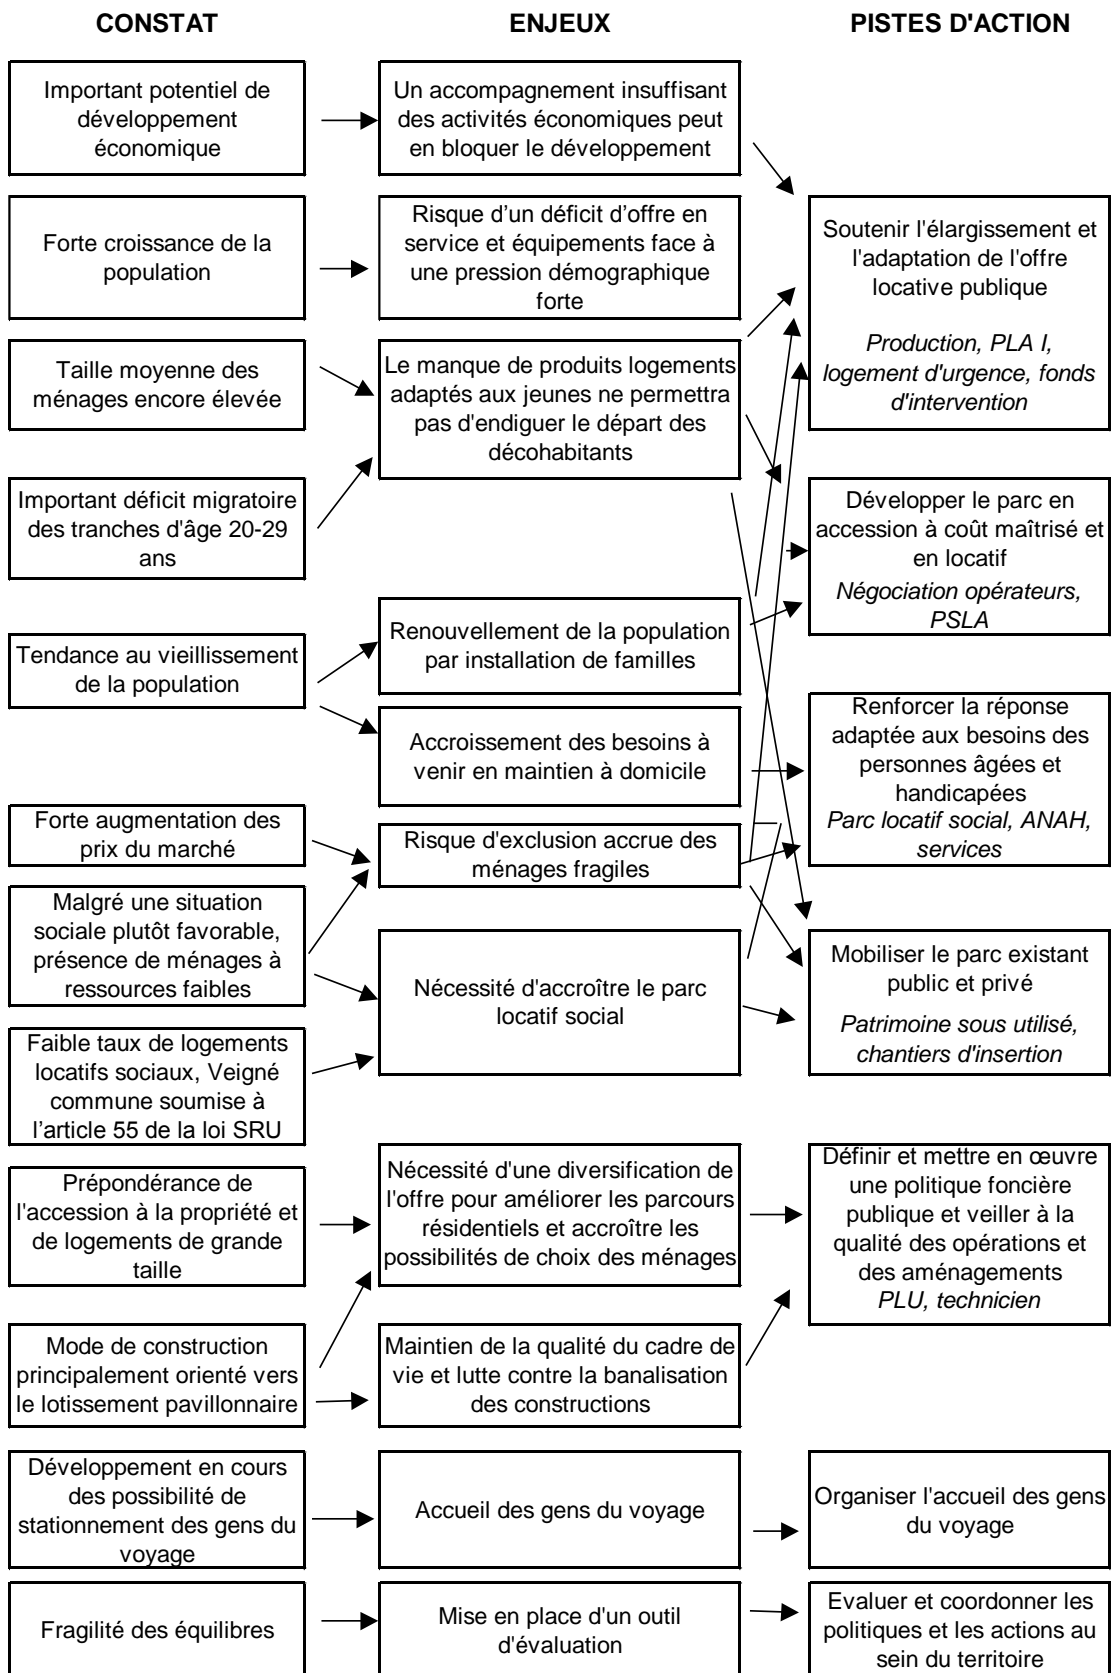 CONSTAT
ENJEUX
PISTES D'ACTION
Important potentiel de
développement
économique
Un accompagnement insuffisant
des activités économiques peut
en bloquer le développement
Forte croissance de la
population
Risque d’un déficit d’offre en
service et équipements face à
une pression démographique
forte
Soutenir l'élargissement et
l'adaptation de l'offre
locative publique
Production, PLA I,
logement d'urgence, fonds
d'intervention
Taille moyenne des
ménages encore élevée
Le manque de produits logements
adaptés aux jeunes ne permettra
pas d'endiguer le départ des
décohabitants
Important déficit migratoire
des tranches d'âge 20-29
ans
Développer le parc en
accession à coût maîtrisé et
en locatif
Négociation opérateurs,
PSLA
Tendance au vieillissement
de la population
Renouvellement de la population
par installation de familles
Accroissement des besoins à
venir en maintien à domicile
Renforcer la réponse
adaptée aux besoins des
personnes âgées et
handicapées
Parc locatif social, ANAH,
services
Forte augmentation des
prix du marché
Risque d'exclusion accrue des
ménages fragiles
Malgré une situation
sociale plutôt favorable,
présence de ménages à
ressources faibles
Nécessité d'accroître le parc
locatif social
Mobiliser le parc existant
public et privé
Patrimoine sous utilisé,
chantiers d'insertion
Faible taux de logements
locatifs sociaux, Veigné
commune soumise à
l’article 55 de la loi SRU
Prépondérance de
l'accession à la propriété et
de logements de grande
taille
Nécessité d'une diversification de
l'offre pour améliorer les parcours
résidentiels et accroître les
possibilités de choix des ménages
Définir et mettre en œuvre
une politique foncière
publique et veiller à la
qualité des opérations et
des aménagements
PLU, technicien
Mode de construction
principalement orienté vers
le lotissement pavillonnaire
Maintien de la qualité du cadre de
vie et lutte contre la banalisation
des constructions
Développement en cours
des possibilité de
stationnement des gens du
voyage
Accueil des gens du voyage
Organiser l'accueil des gens
du voyage
Fragilité des équilibres
Mise en place d'un outil
d'évaluation
Evaluer et coordonner les
politiques et les actions au
sein du territoire